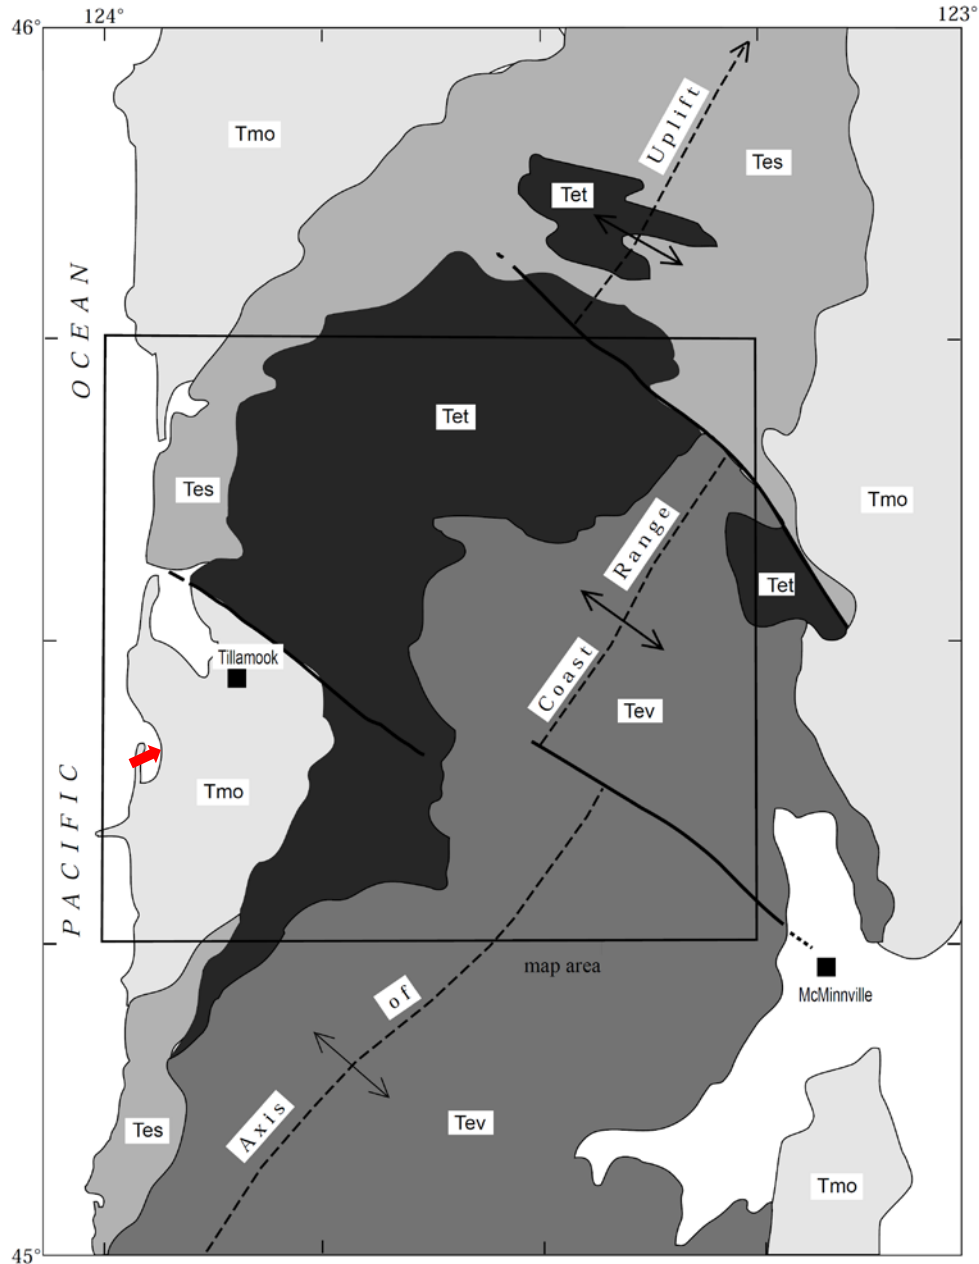 124°
123°
46°
Tmo
Uplift
Tes
Tet
OCEAN
Tet
Tes
Tmo
Range
Tet
Tillamook
Coast
Tev
PACIFIC
Tmo
map area
of
McMinnville
Axis
Tev
Tes
Tmo
45°